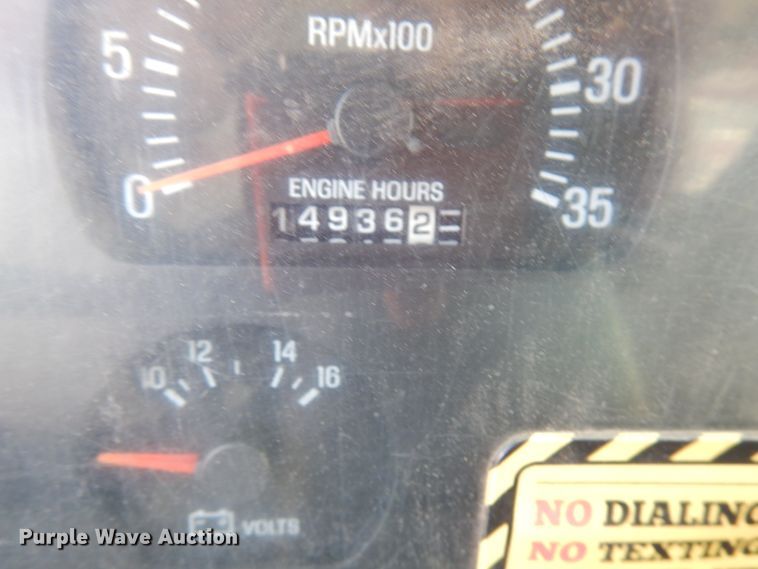 RPMx100
5
30
0
ENGINE HOURS
149362
35
12 14
10 16
VOLTS
NO DIALING
NO TEXTING
Purple Wave Auction